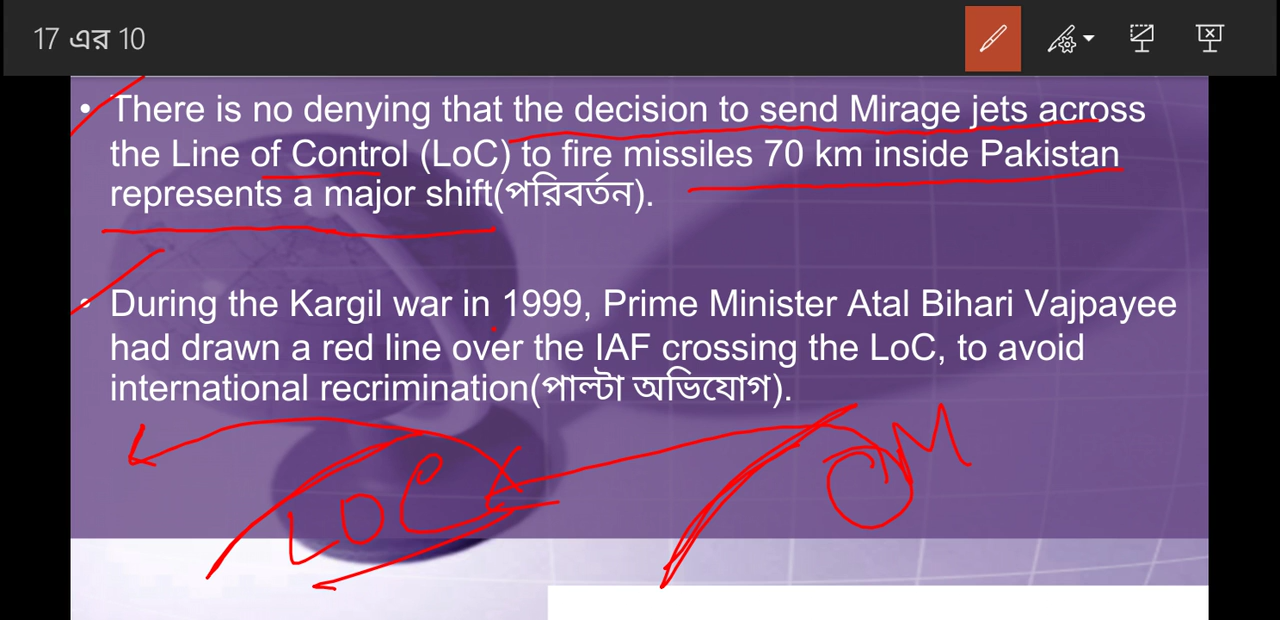 17 এর 10
• There is no denying that the decision to send Mirage jets across
the Line of Control (LoC) to fire missiles 70 km inside Pakistan
represents a major shift(পরিবর্তন).
• During the Kargil war in 1999, Prime Minister Atal Bihari Vajpayee
had drawn a red line over the IAF crossing the LoC, to avoid
international recrimination(পাল্টা অভিযোগ).
LOC